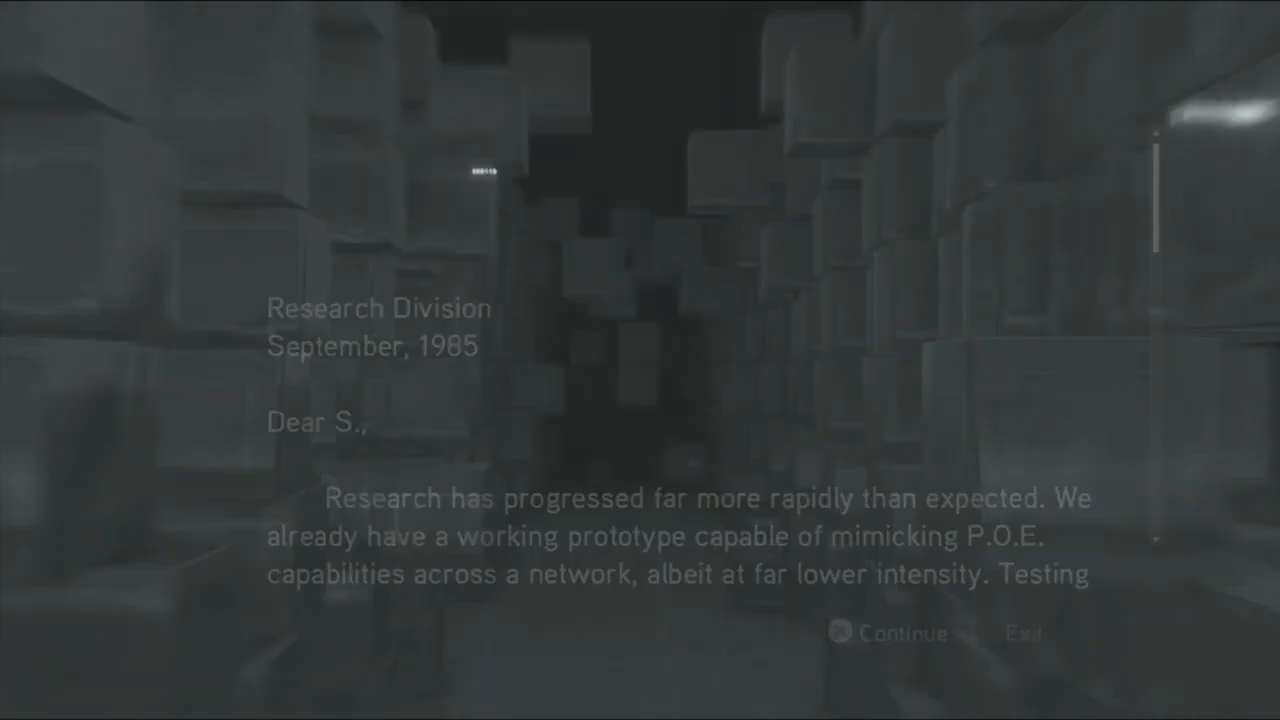 Research Division
September, 1985
Dear S.,
Research has progressed far more rapidly than expected. We
already have a working prototype capable of mimicking P.O.E.
capabilities across a network, albeit at far lower intensity. Testing
Continue
Exit